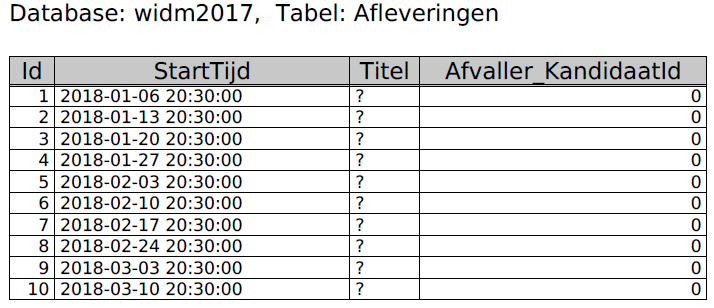 Database: widm2017, Tabel: Afleveringen
Id StartTijd Titel Afvaller_KandidaatId
1 2018-01-06 20:30:00 ? 0
2 2018-01-13 20:30:00 ? 0
3 2018-01-20 20:30:00 ? 0
4 2018-01-27 20:30:00 ? 0
5 2018-02-03 20:30:00 ? 0
6 2018-02-10 20:30:00 ? 0
7 2018-02-17 20:30:00 ? 0
8 2018-02-24 20:30:00 ? 0
9 2018-03-03 20:30:00 ? 0
10 2018-03-10 20:30:00 ? 0